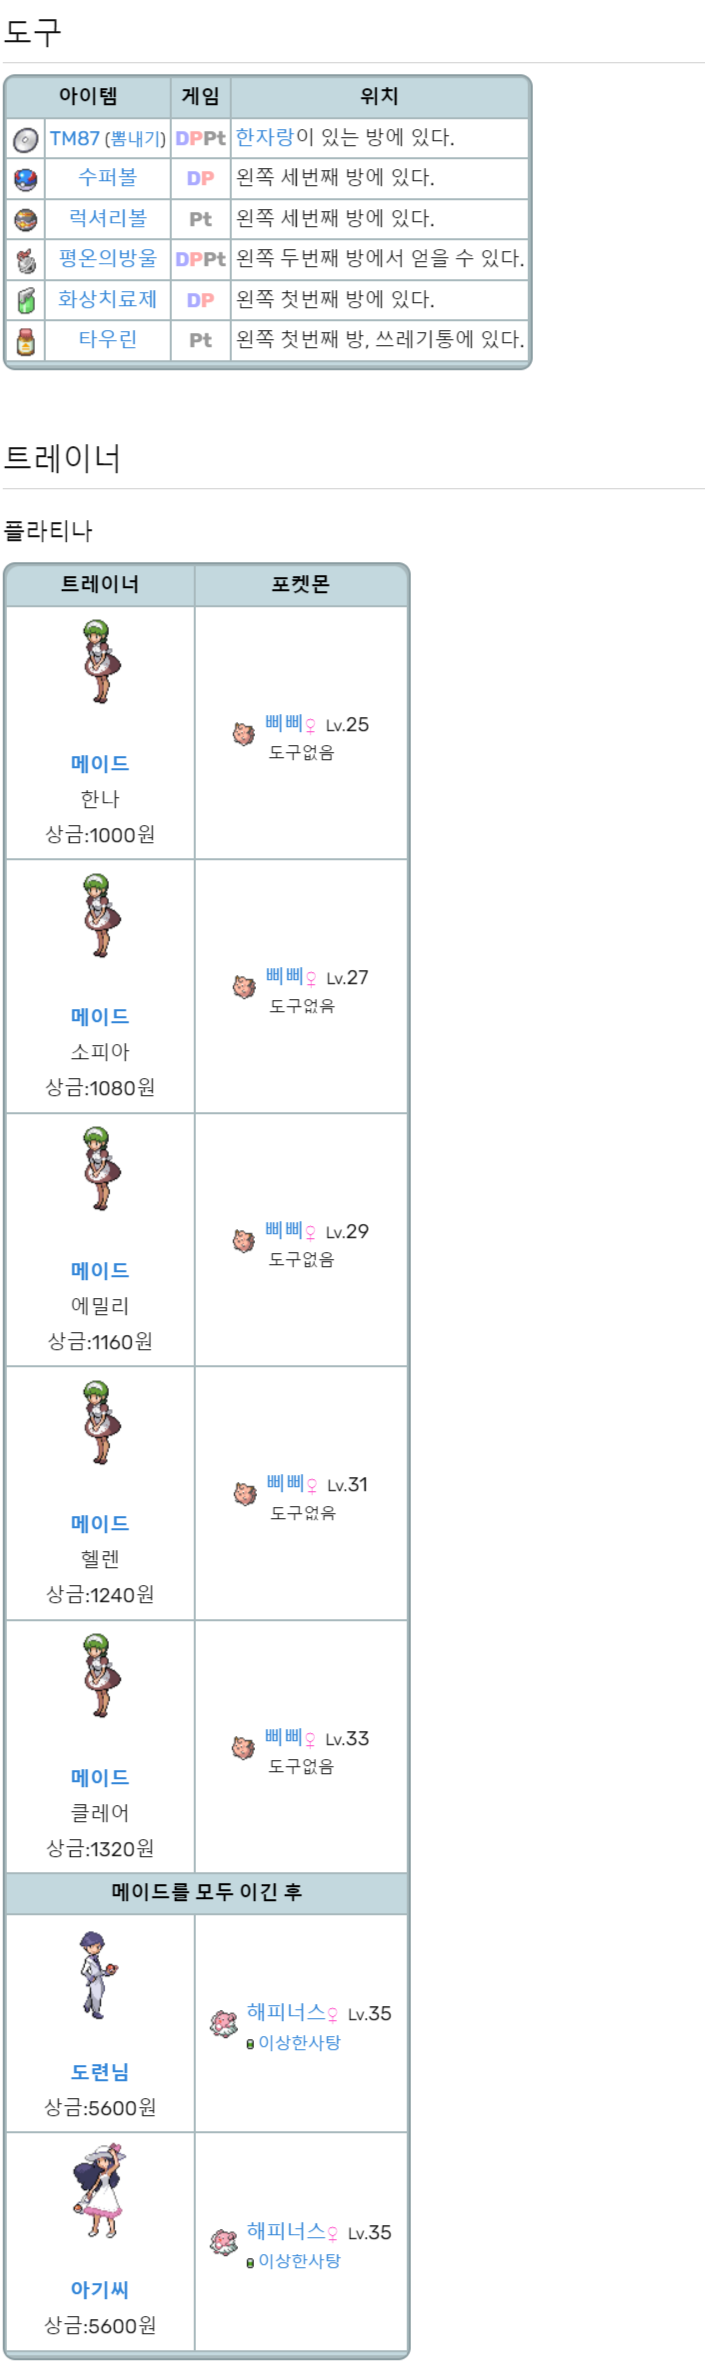 도구
아이템 게임 위치
TM87 (뽐내기) DPPt 한자랑이 있는 방에 있다.
수퍼볼 DP 왼쪽 세번째 방에 있다.
럭셔리볼 Pt 왼쪽 세번째 방에 있다.
평온의방울 DPPt 왼쪽 두번째 방에서 얻을 수 있다.
화상치료제 DP 왼쪽 첫번째 방에 있다.
타우린 Pt 왼쪽 첫번째 방, 쓰레기통에 있다.
트레이너
플라티나
트레이너 포켓몬
메이드
한나
상금:1000원
삐삐♀ Lv.25
도구없음
메이드
소피아
상금:1080원
삐삐♀ Lv.27
도구없음
메이드
에밀리
상금:1160원
삐삐♀ Lv.29
도구없음
메이드
헬렌
상금:1240원
삐삐♀ Lv.31
도구없음
메이드
클레어
상금:1320원
삐삐♀ Lv.33
도구없음
메이드를 모두 이긴 후
도련님
상금:5600원
해피너스♀ Lv.35
이상한사탕
아기씨
상금:5600원
해피너스♀ Lv.35
이상한사탕